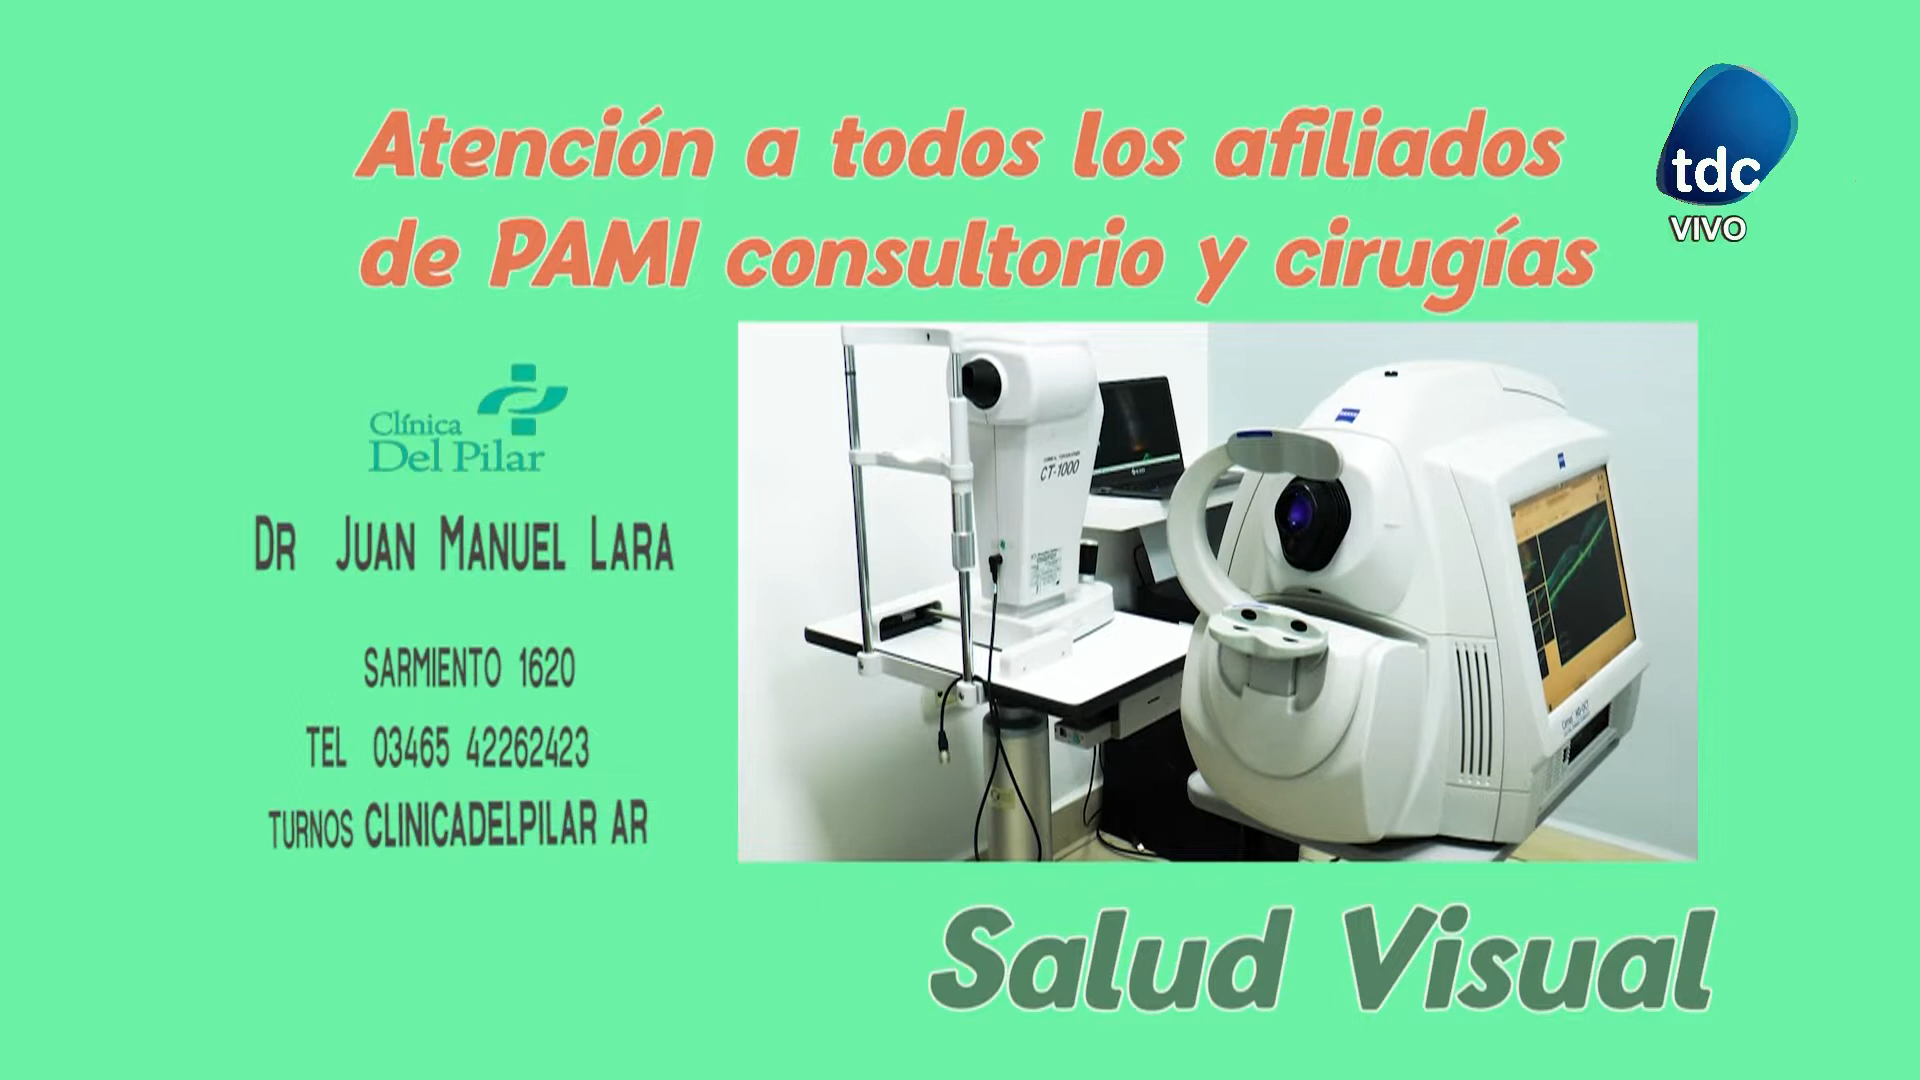 Atención a todos los afiliados
de PAMI consultorio y cirugías
tdc
VIVO
Clínica
Del Pilar
DR JUAN MANUEL LARA
SARMIENTO 1620
TEL 03465 42262423
TURNOS CLINICADELPILAR AR
CT-1000
ZEISS
Salud Visual